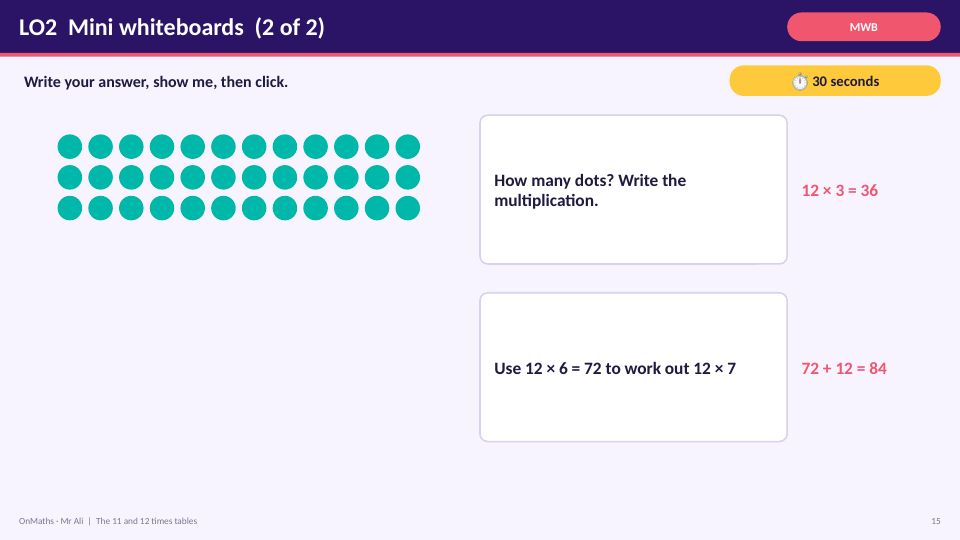 LO2 Mini whiteboards (2 of 2)
MWB
Write your answer, show me, then click.
⏱️ 30 seconds
How many dots? Write the
multiplication.
12 × 3 = 36
Use 12 × 6 = 72 to work out 12 × 7
72 + 12 = 84
OnMaths - Mr Ali | The 11 and 12 times tables
15